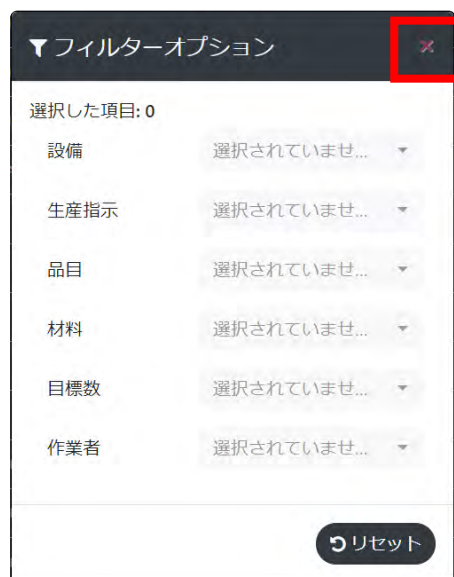 フィルターオプション
選択した項目: 0
設備 選択されていませ...
生産指示 選択されていませ...
品目 選択されていませ...
材料 選択されていませ...
目標数 選択されていませ...
作業者 選択されていませ...
リセット